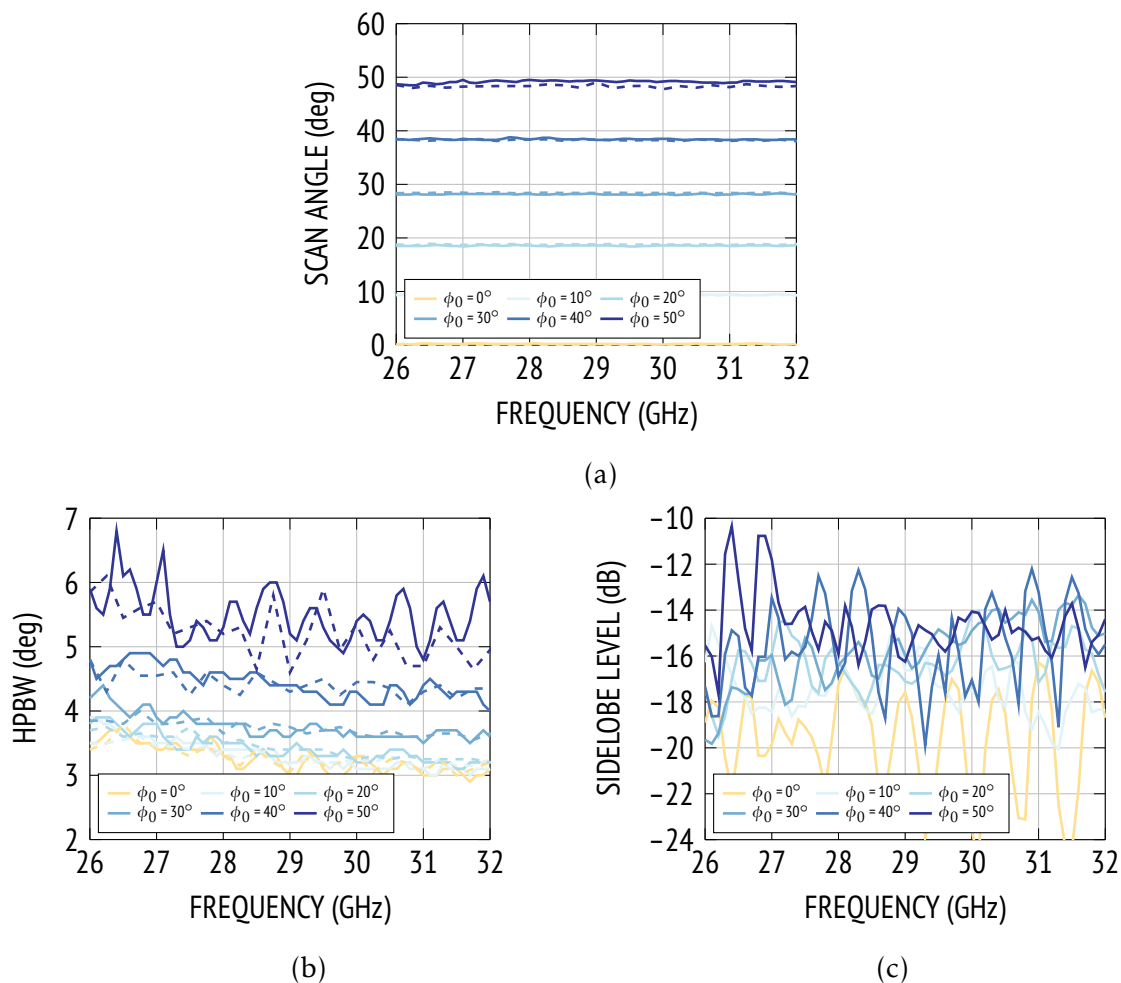 60
50
40
30
20
10
0
SCAN ANGLE (deg)
ϕ0 = 0° ϕ0 = 10° ϕ0 = 20°
ϕ0 = 30° ϕ0 = 40° ϕ0 = 50°
26 27 28 29 30 31 32
FREQUENCY (GHz)
(a)
7
6
5
4
3
2
HPBW (deg)
ϕ0 = 0° ϕ0 = 10° ϕ0 = 20°
ϕ0 = 30° ϕ0 = 40° ϕ0 = 50°
26 27 28 29 30 31 32
FREQUENCY (GHz)
(b)
−10
−12
−14
−16
−18
−20
−22
−24
SIDELOBE LEVEL (dB)
ϕ0 = 0° ϕ0 = 10° ϕ0 = 20°
ϕ0 = 30° ϕ0 = 40° ϕ0 = 50°
26 27 28 29 30 31 32
FREQUENCY (GHz)
(c)